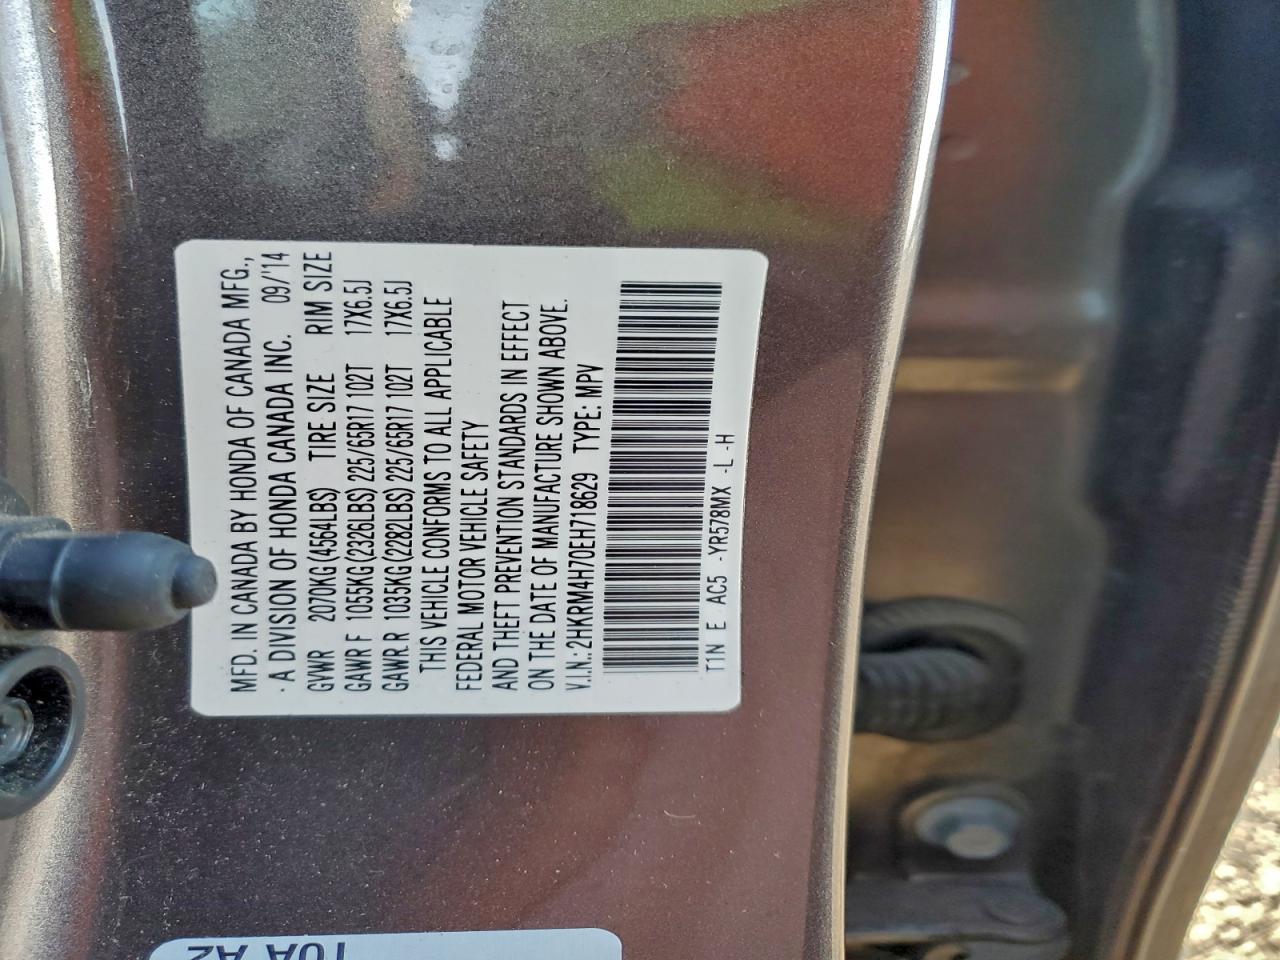 MFD. IN CANADA BY HONDA OF CANADA MFG.,
· A DIVISION OF HONDA CANADA INC. 09/'14
GVWR 2070KG(4564LBS) TIRE SIZE RIM SIZE
GAWR F 1055KG(2326LBS) 225/65R17 102T 17X6.5J
GAWR.R 1035KG(2282LBS) 225/65R17 102T 17X6.5J
THIS VEHICLE CONFORMS TO ALL APPLICABLE
FEDERAL MOTOR VEHICLE SAFETY
AND THEFT PREVENTION STANDARDS IN EFFECT
ON THE DATE OF MANUFACTURE SHOWN ABOVE.
V.I.N.:2HKRM4H70EH718629 TYPE: MPV
T1N E AC5 -YR578MX -L -H